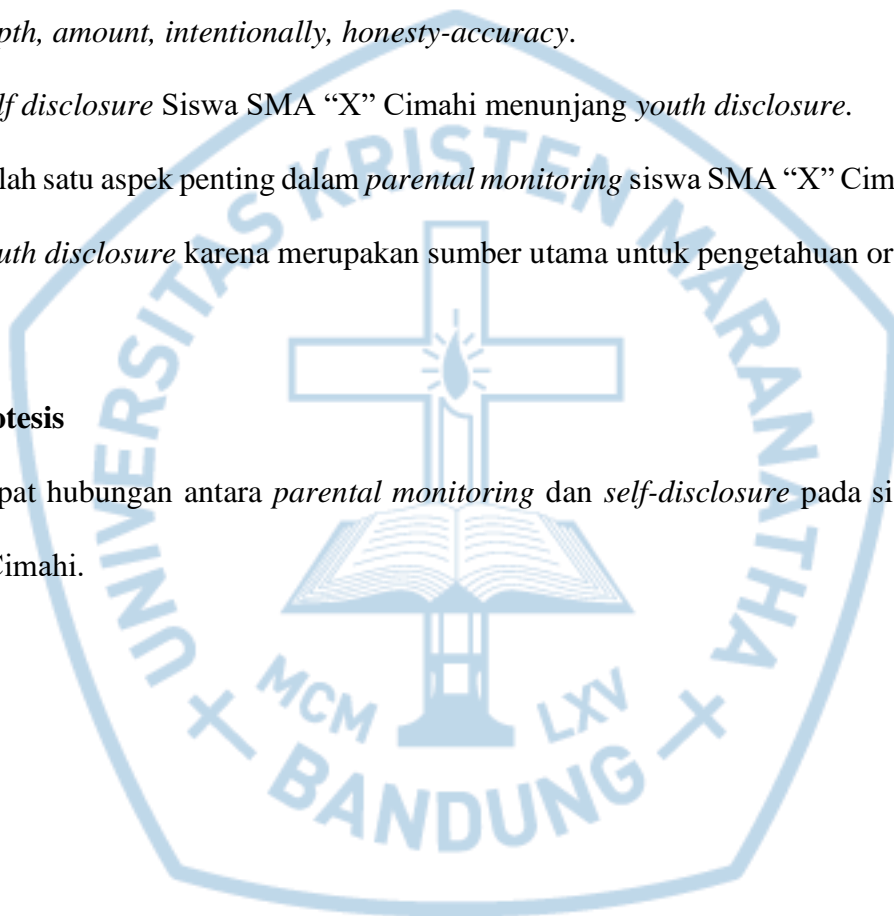 pth, amount, intentionally, honesty-accuracy.
lf disclosure Siswa SMA “X” Cimahi menunjang youth disclosure.
lah satu aspek penting dalam parental monitoring siswa SMA “X” Cim
uth disclosure karena merupakan sumber utama untuk pengetahuan or
otesis
pat hubungan antara parental monitoring dan self-disclosure pada si
Cimahi.
UNIVERSITAS KRISTEN MARANATHA
MCM LXV
BANDUNG